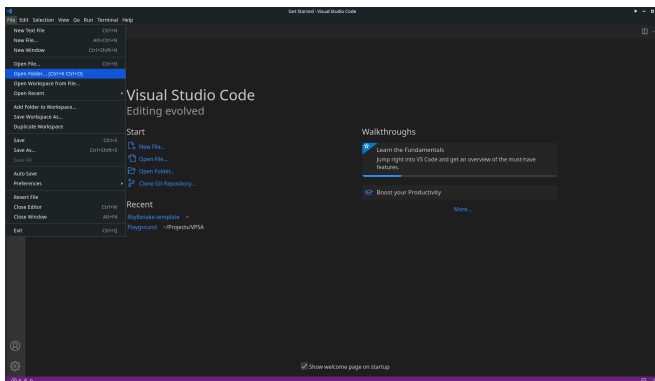 Get Started - Visual Studio Code
File Edit Selection View Go Run Terminal Help
New Text File Ctrl+N
New File... Alt+Ctrl+N
New Window Ctrl+Shift+N
Open File... Ctrl+O
Open Folder... [Ctrl+K Ctrl+O]
Open Workspace from File...
Open Recent
Add Folder to Workspace...
Save Workspace As...
Duplicate Workspace
Save Ctrl+S
Save As... Ctrl+Shift+S
Save All
Auto Save
Preferences
Revert File
Close Editor Ctrl+W
Close Window Alt+F4
Exit Ctrl+Q
Visual Studio Code
Editing evolved
Start
New File...
Open File...
Open Folder...
Clone Git Repository...
Recent
8by8snake-template ~
Playground ~/Projects/VPSA
Walkthroughs
Learn the Fundamentals
Jump right into VS Code and get an overview of the must-have
features.
Boost your Productivity
More...
Show welcome page on startup